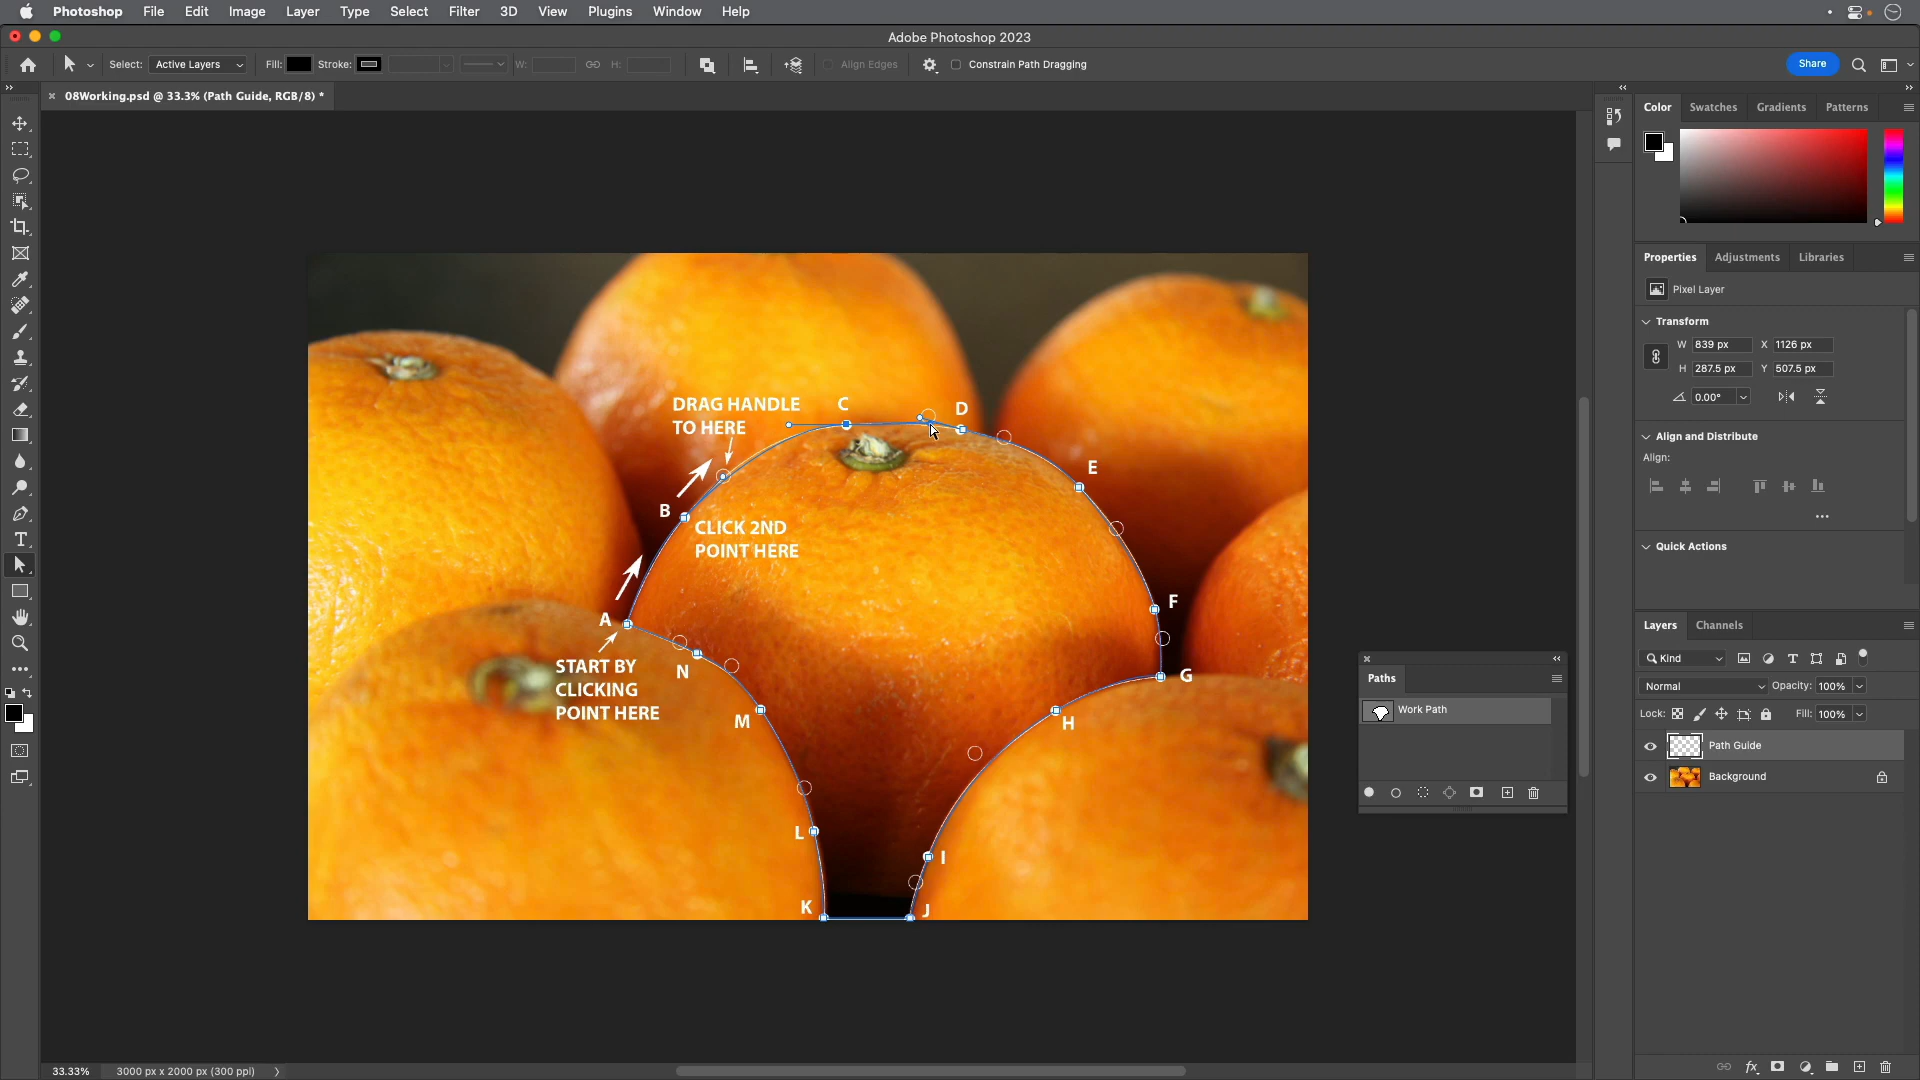 Photoshop File Edit Image Layer Type Select Filter 3D View Plugins Window Help
Adobe Photoshop 2023
Select: Active Layers Fill: Stroke: W: H: Align Edges Constrain Path Dragging Share
08Working.psd @ 33.3% (Path Guide, RGB/8) *
Color Swatches Gradients Patterns
Properties Adjustments Libraries
Pixel Layer
Transform
W 839 px X 1126 px
H 287.5 px Y 507.5 px
0.00°
Align and Distribute
Align:
Quick Actions
DRAG HANDLE
TO HERE
C
D
E
B
CLICK 2ND
POINT HERE
A
F
START BY
CLICKING
POINT HERE
N
G
M
H
L
I
K
J
Paths
Work Path
Layers Channels
Kind
Normal Opacity: 100%
Lock: Fill: 100%
Path Guide
Background
33.33% 3000 px x 2000 px (300 ppi)